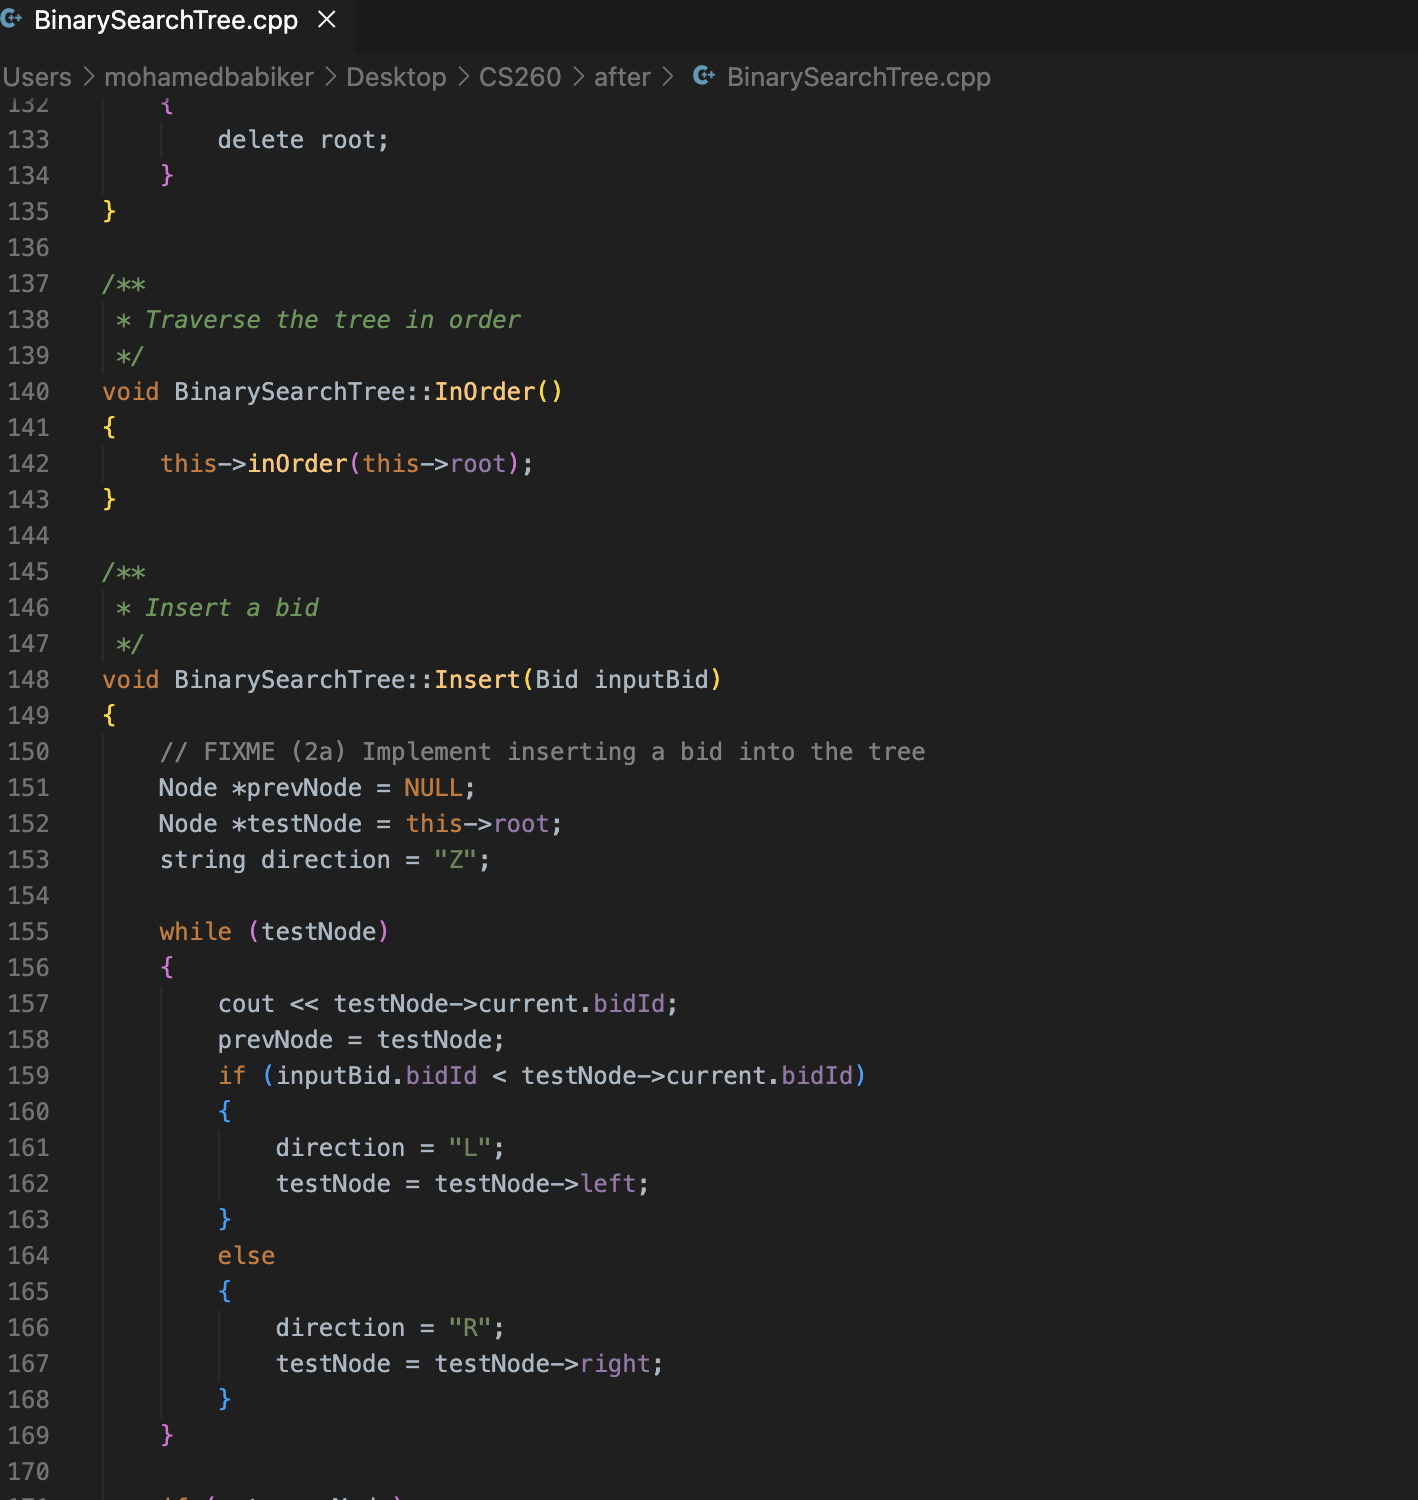 BinarySearchTree.cpp
Users > mohamedbabiker > Desktop > CS260 > after > BinarySearchTree.cpp
132 {
133 delete root;
134 }
135 }
136
137 /**
138 * Traverse the tree in order
139 */
140 void BinarySearchTree::InOrder()
141 {
142 this->inOrder(this->root);
143 }
144
145 /**
146 * Insert a bid
147 */
148 void BinarySearchTree::Insert(Bid inputBid)
149 {
150 // FIXME (2a) Implement inserting a bid into the tree
151 Node *prevNode = NULL;
152 Node *testNode = this->root;
153 string direction = "Z";
154
155 while (testNode)
156 {
157 cout << testNode->current.bidId;
158 prevNode = testNode;
159 if (inputBid.bidId < testNode->current.bidId)
160 {
161 direction = "L";
162 testNode = testNode->left;
163 }
164 else
165 {
166 direction = "R";
167 testNode = testNode->right;
168 }
169 }
170